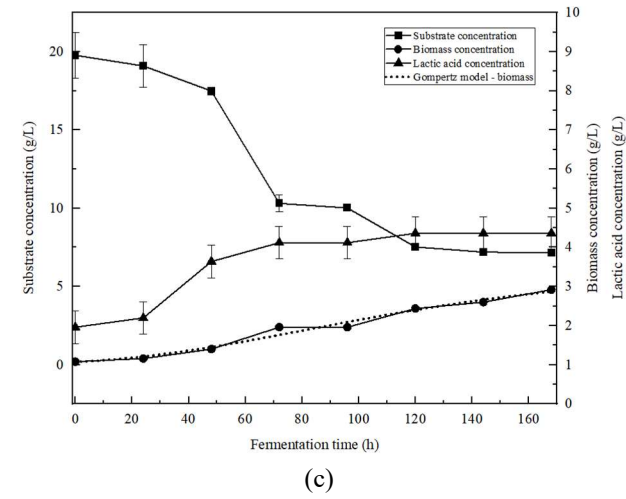 Substrate concentration (g/L)
20
15
10
5
0
10
9
8
7
6
5
4
3
2
1
0
Biomass concentration (g/L)
Lactic acid concentration (g/L)
Substrate concentration
Biomass concentration
Lactic acid concentration
Gompertz model - biomass
0 20 40 60 80 100 120 140 160
Fermentation time (h)
(c)